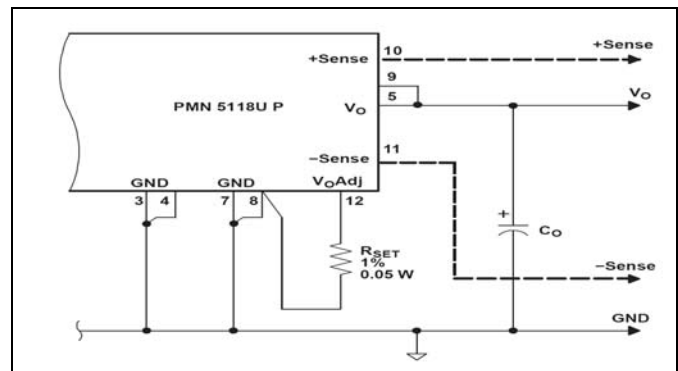 +Sense
10
+Sense
9
5
Vo
PMN 5118U P
Vo
11
–Sense
GND
GND
VoAdj
3
4
7
8
12
+
Co
RSET
1%
0.05 W
–Sense
GND